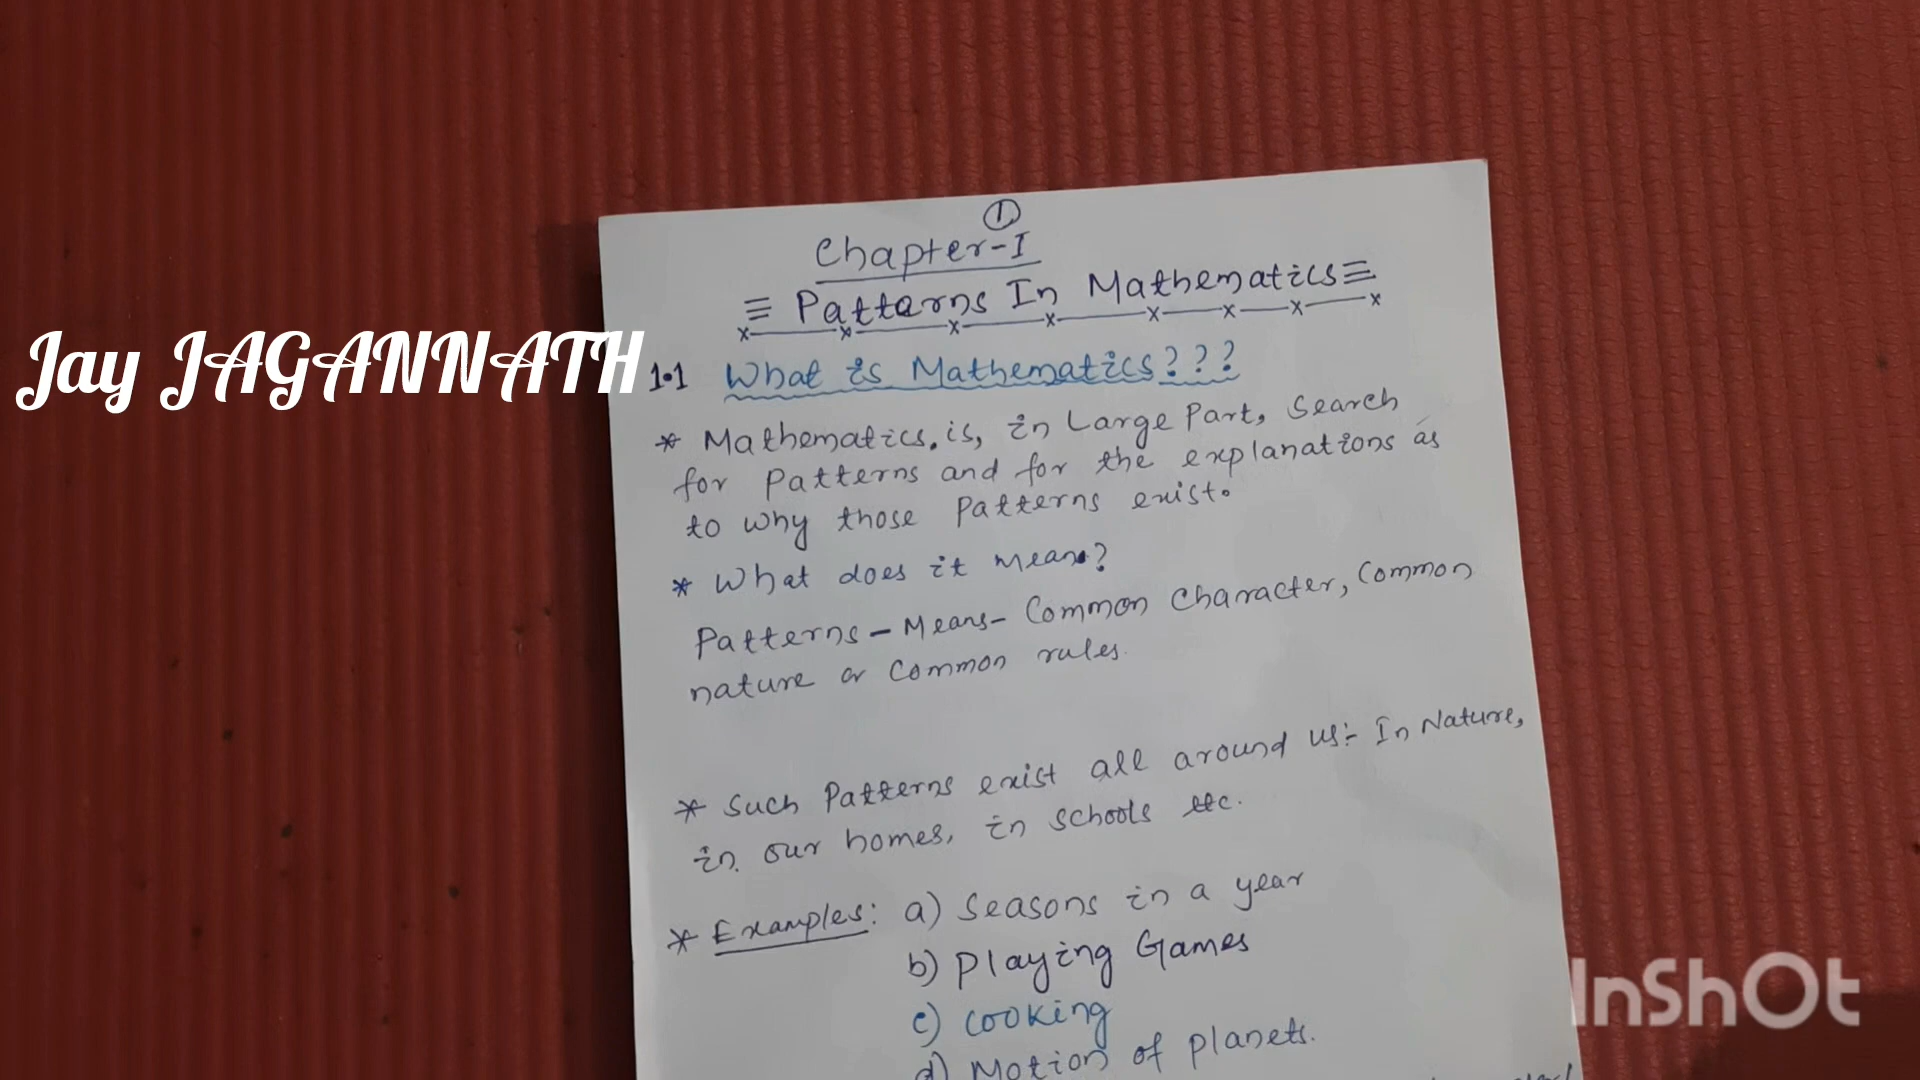 1
Chapter-I
≡ Patterns In Mathematics ≡
Jay JAGANNATH
1.1 What is Mathematics???
* Mathematics. is, in Large Part, Search
for Patterns and for the explanations as
to why those Patterns exist.
* What does it mean?
Patterns - Means - Common Character, Common
nature or Common rules.
* Such Patterns exist all around us:- In Nature,
in our homes, in schools etc.
* Examples: a) Seasons in a year
b) Playing Games
c) Cooking
d) Motion of planets.
InShOt